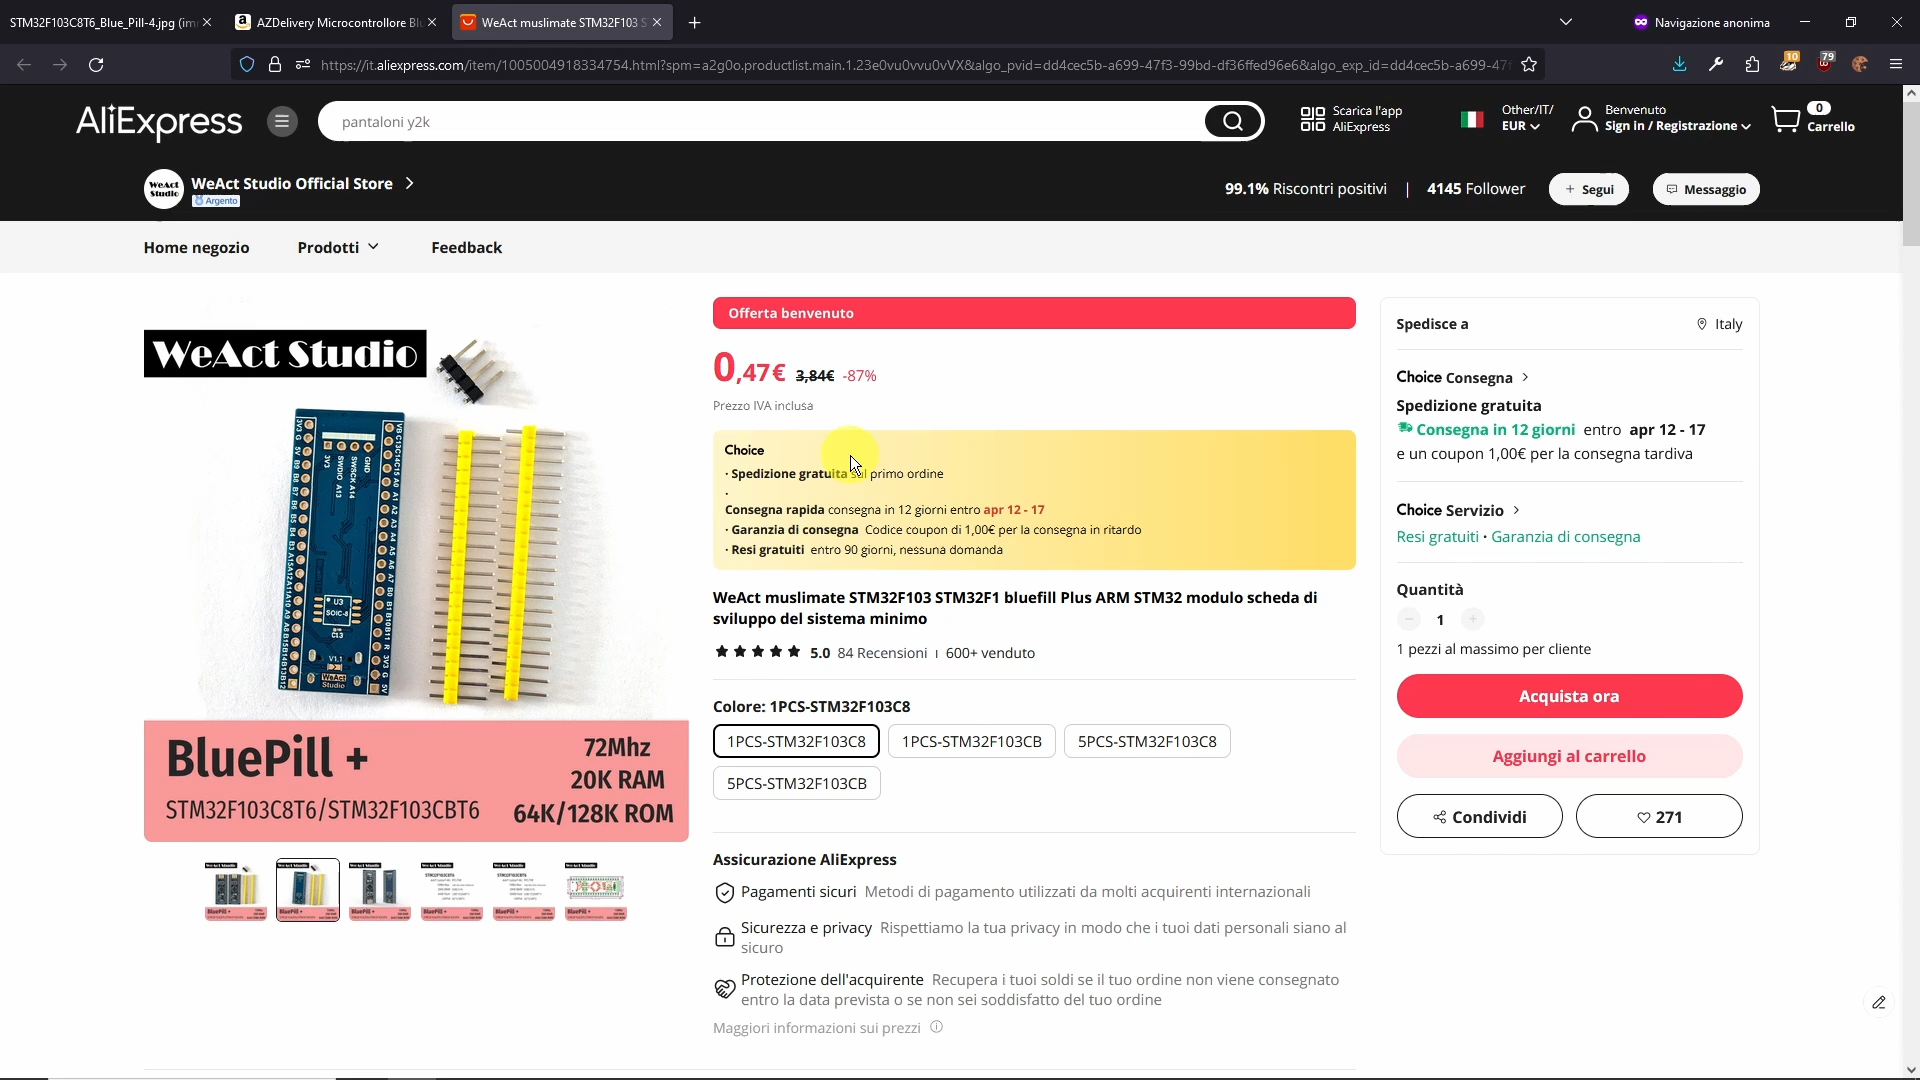 STM32F103C8T6_Blue_Pill-4.jpg (im
AZDelivery Microcontrollore Bl
WeAct muslimate STM32F103 S
Navigazione anonima
https://it.aliexpress.com/item/1005004918334754.html?spm=a2g0o.productlist.main.1.23e0vu0vvu0vVX&algo_pvid=dd4cec5b-a699-47f3-99bd-df36ffed96e6&algo_exp_id=dd4cec5b-a699-47f
10
79
AliExpress
pantaloni y2k
Scarica l'app
AliExpress
Other/IT/
EUR
Benvenuto
Sign in / Registrazione
0
Carrello
WeAct Studio
WeAct Studio Official Store
Argento
99.1% Riscontri positivi | 4145 Follower
+ Segui
Messaggio
Home negozio
Prodotti
Feedback
WeAct Studio
BluePill +
STM32F103C8T6/STM32F103CBT6
72Mhz
20K RAM
64K/128K ROM
Offerta benvenuto
0,47€ 3,84€ -87%
Prezzo IVA inclusa
Choice
· Spedizione gratuita sul primo ordine
·
Consegna rapida consegna in 12 giorni entro apr 12 - 17
· Garanzia di consegna Codice coupon di 1,00€ per la consegna in ritardo
· Resi gratuiti entro 90 giorni, nessuna domanda
WeAct muslimate STM32F103 STM32F1 bluefill Plus ARM STM32 modulo scheda di
sviluppo del sistema minimo
5.0 84 Recensioni I 600+ venduto
Colore: 1PCS-STM32F103C8
1PCS-STM32F103C8
1PCS-STM32F103CB
5PCS-STM32F103C8
5PCS-STM32F103CB
Assicurazione AliExpress
Pagamenti sicuri Metodi di pagamento utilizzati da molti acquirenti internazionali
Sicurezza e privacy Rispettiamo la tua privacy in modo che i tuoi dati personali siano al
sicuro
Protezione dell'acquirente Recupera i tuoi soldi se il tuo ordine non viene consegnato
entro la data prevista o se non sei soddisfatto del tuo ordine
Maggiori informazioni sui prezzi
Spedisce a
Italy
Choice Consegna
Spedizione gratuita
Consegna in 12 giorni entro apr 12 - 17
e un coupon 1,00€ per la consegna tardiva
Choice Servizio
Resi gratuiti · Garanzia di consegna
Quantità
1
1 pezzi al massimo per cliente
Acquista ora
Aggiungi al carrello
Condividi
271